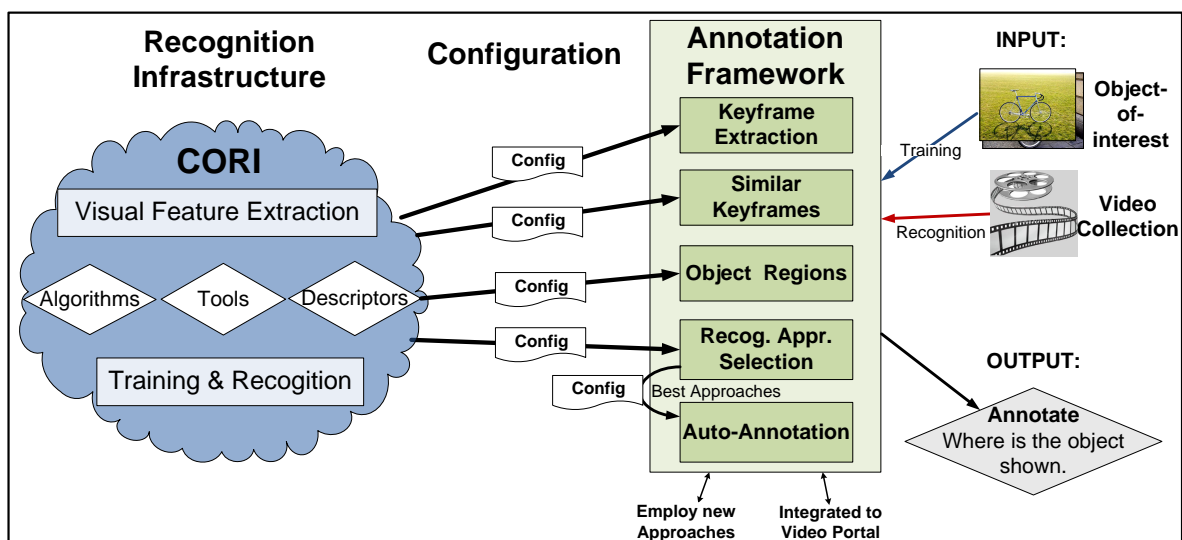 Recognition
Infrastructure
CORI
Visual Feature Extraction
Algorithms
Tools
Descriptors
Training & Recogition
Configuration
Config
Config
Config
Config
Config
Annotation
Framework
Keyframe
Extraction
Similar
Keyframes
Object Regions
Recog. Appr.
Selection
Best Approaches
Auto-Annotation
Employ new
Approaches
Integrated to
Video Portal
INPUT:
Object-
of-
interest
Training
Video
Collection
Recognition
OUTPUT:
Annotate
Where is the object
shown.